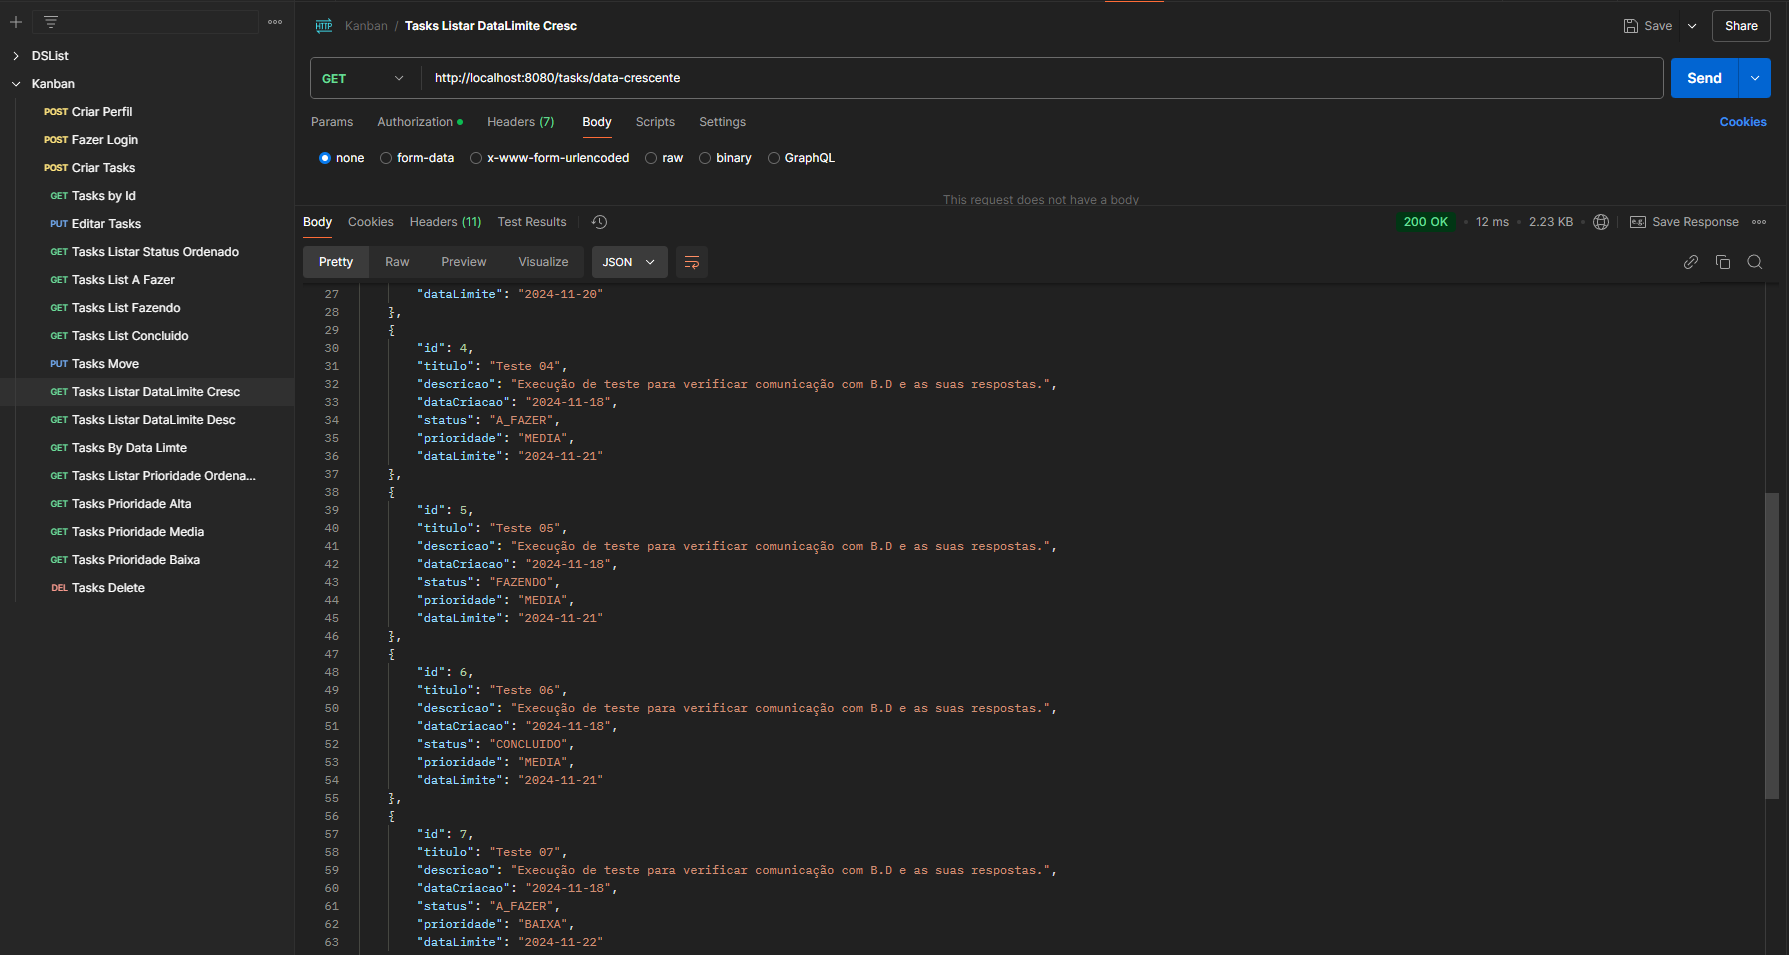 DSList
Kanban
POST Criar Perfil
POST Fazer Login
POST Criar Tasks
GET Tasks by Id
PUT Editar Tasks
GET Tasks Listar Status Ordenado
GET Tasks List A Fazer
GET Tasks List Fazendo
GET Tasks List Concluido
PUT Tasks Move
GET Tasks Listar DataLimite Cresc
GET Tasks Listar DataLimite Desc
GET Tasks By Data Limte
GET Tasks Listar Prioridade Ordena...
GET Tasks Prioridade Alta
GET Tasks Prioridade Media
GET Tasks Prioridade Baixa
DEL Tasks Delete
HTTP Kanban / Tasks Listar DataLimite Cresc
Save
Share
GET http://localhost:8080/tasks/data-crescente
Send
Params Authorization Headers (7) Body Scripts Settings
Cookies
none form-data x-www-form-urlencoded raw binary GraphQL
This request does not have a body
Body Cookies Headers (11) Test Results
200 OK • 12 ms • 2.23 KB • e.g. Save Response
Pretty Raw Preview Visualize JSON
27 "dataLimite": "2024-11-20"
28 },
29 {
30 "id": 4,
31 "titulo": "Teste 04",
32 "descricao": "Execução de teste para verificar comunicação com B.D e as suas respostas.",
33 "dataCriacao": "2024-11-18",
34 "status": "A_FAZER",
35 "prioridade": "MEDIA",
36 "dataLimite": "2024-11-21"
37 },
38 {
39 "id": 5,
40 "titulo": "Teste 05",
41 "descricao": "Execução de teste para verificar comunicação com B.D e as suas respostas.",
42 "dataCriacao": "2024-11-18",
43 "status": "FAZENDO",
44 "prioridade": "MEDIA",
45 "dataLimite": "2024-11-21"
46 },
47 {
48 "id": 6,
49 "titulo": "Teste 06",
50 "descricao": "Execução de teste para verificar comunicação com B.D e as suas respostas.",
51 "dataCriacao": "2024-11-18",
52 "status": "CONCLUIDO",
53 "prioridade": "MEDIA",
54 "dataLimite": "2024-11-21"
55 },
56 {
57 "id": 7,
58 "titulo": "Teste 07",
59 "descricao": "Execução de teste para verificar comunicação com B.D e as suas respostas.",
60 "dataCriacao": "2024-11-18",
61 "status": "A_FAZER",
62 "prioridade": "BAIXA",
63 "dataLimite": "2024-11-22"